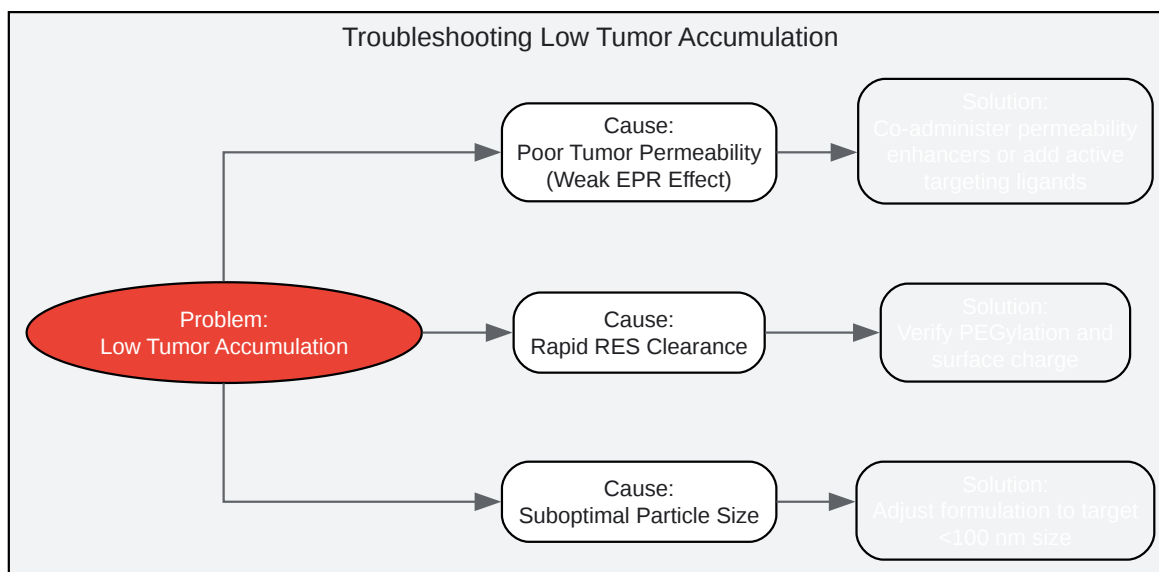 Troubleshooting Low Tumor Accumulation
Cause:
Poor Tumor Permeability
(Weak EPR Effect)
Solution:
Co-administer permeability
enhancers or add active
targeting ligands
Problem:
Low Tumor Accumulation
Cause:
Rapid RES Clearance
Solution:
Verify PEGylation and
surface charge
Cause:
Suboptimal Particle Size
Solution:
Adjust formulation to target
<100 nm size